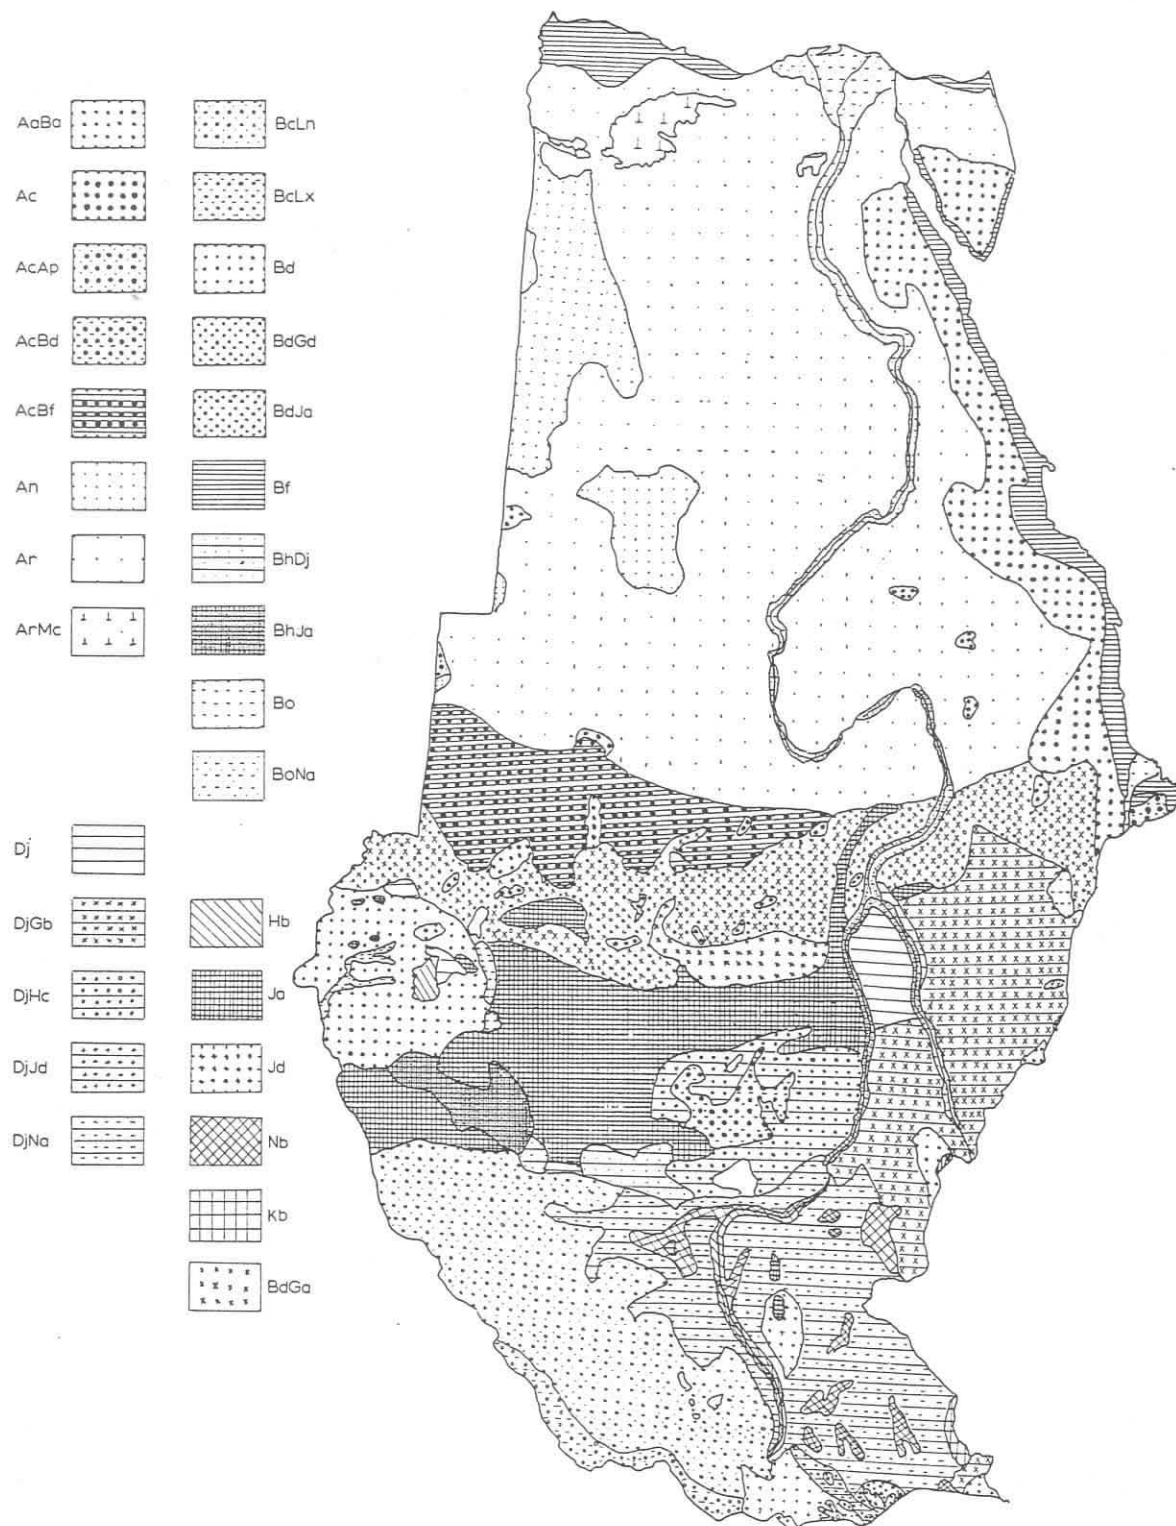 AaBa
BcLn
Ac
BcLx
AcAp
Bd
AcBd
BdGd
AcBf
BdJa
An
Bf
Ar
BhDj
ArMc
BhJa
Bo
BoNa
Dj
DjGb
Hb
DjHc
Ja
DjJd
Jd
DjNa
Nb
Kb
BdGa